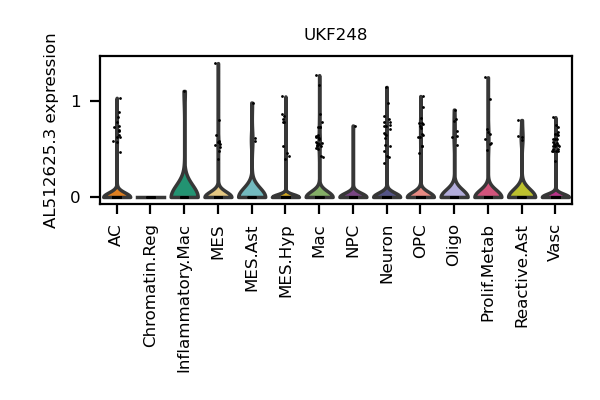 UKF248
AL512625.3 expression
1
0
AC
Chromatin.Reg
Inflammatory.Mac
MES
MES.Ast
MES.Hyp
Mac
NPC
Neuron
OPC
Oligo
Prolif.Metab
Reactive.Ast
Vasc